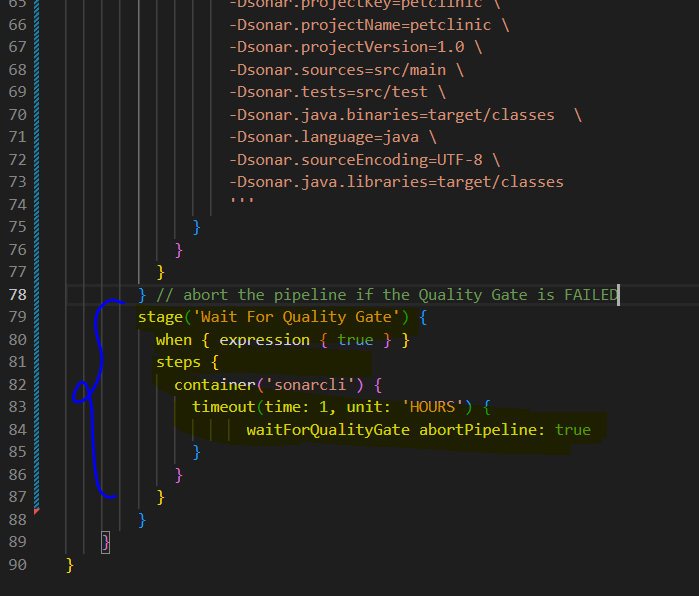 65 -Dsonar.projectKey=petclinic \
66 -Dsonar.projectName=petclinic \
67 -Dsonar.projectVersion=1.0 \
68 -Dsonar.sources=src/main \
69 -Dsonar.tests=src/test \
70 -Dsonar.java.binaries=target/classes  \
71 -Dsonar.language=java \
72 -Dsonar.sourceEncoding=UTF-8 \
73 -Dsonar.java.libraries=target/classes
74 '''
75 }
76 }
77 }
78 } // abort the pipeline if the Quality Gate is FAILED
79 stage('Wait For Quality Gate') {
80 when { expression { true } }
81 steps {
82 container('sonarcli') {
83 timeout(time: 1, unit: 'HOURS') {
84 waitForQualityGate abortPipeline: true
85 }
86 }
87 }
88 }
89 }
90 }